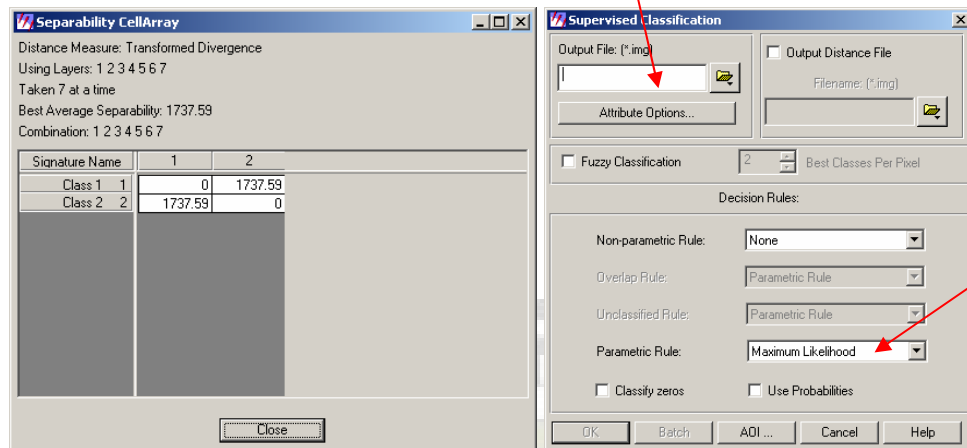 Separability CellArray
Distance Measure: Transformed Divergence
Using Layers: 1 2 3 4 5 6 7
Taken 7 at a time
Best Average Separability: 1737.59
Combination: 1 2 3 4 5 6 7
Signature Name 1 2
Class 1 1 0 1737.59
Class 2 2 1737.59 0
Close
Supervised Classification
Output File: (*.img)
Attribute Options...
Output Distance File
Filename: (*.img)
Fuzzy Classification 2 Best Classes Per Pixel
Decision Rules:
Non-parametric Rule: None
Overlap Rule: Parametric Rule
Unclassified Rule: Parametric Rule
Parametric Rule: Maximum Likelihood
Classify zeros Use Probabilities
OK Batch AOI ... Cancel Help